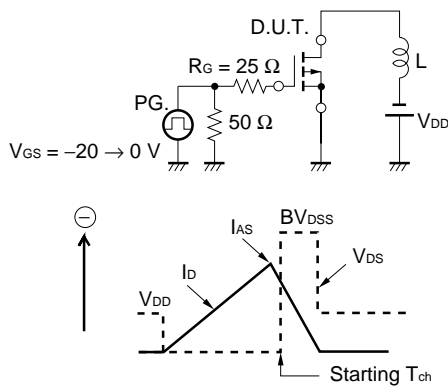 D.U.T.
RG = 25 Ω
L
PG.
50 Ω
VDD
VGS = −20 → 0 V
−
IAS
BVDSS
ID
VDS
VDD
Starting Tch